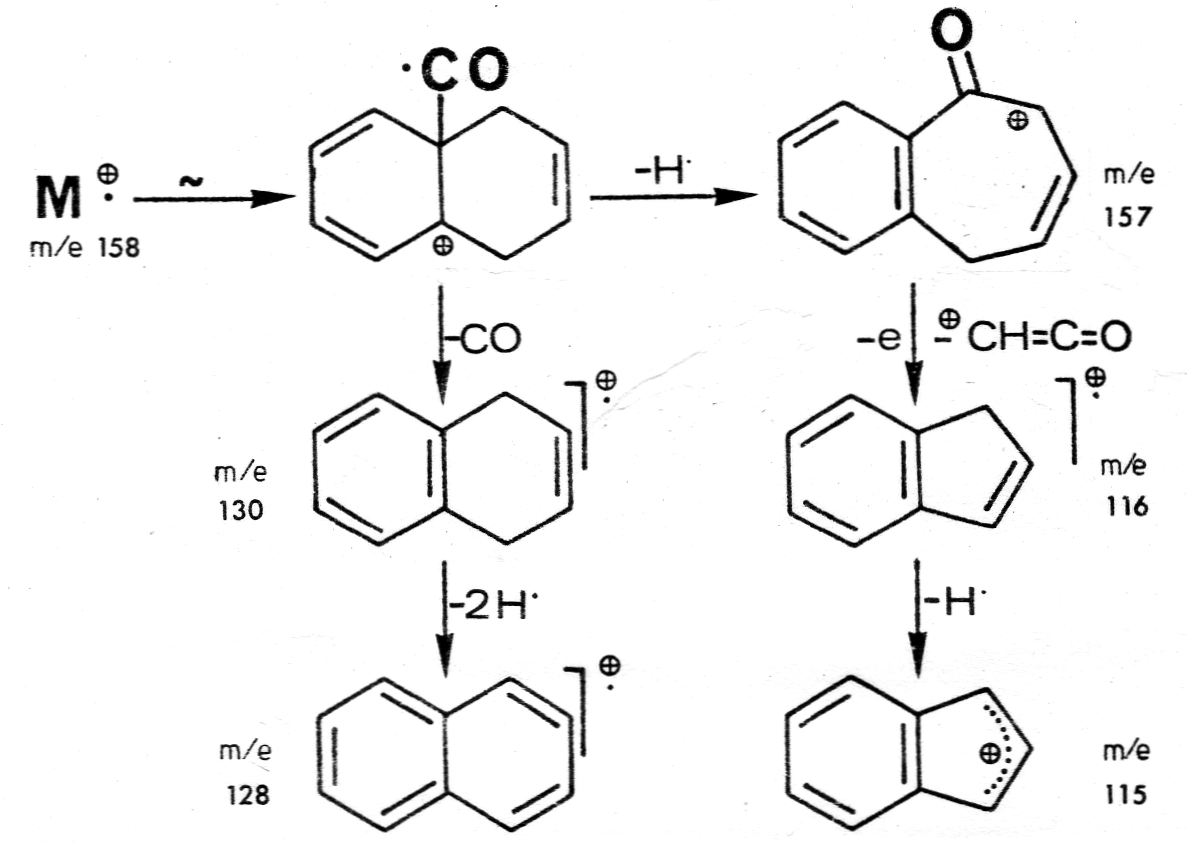 ·CO
O
M ⊕·
~
-H·
m/e
157
m/e 158
⊕
⊕
-CO
-e
-⊕CH=C=O
⊕·
⊕·
m/e
130
m/e
116
-2H·
-H·
⊕·
m/e
128
⊕
m/e
115